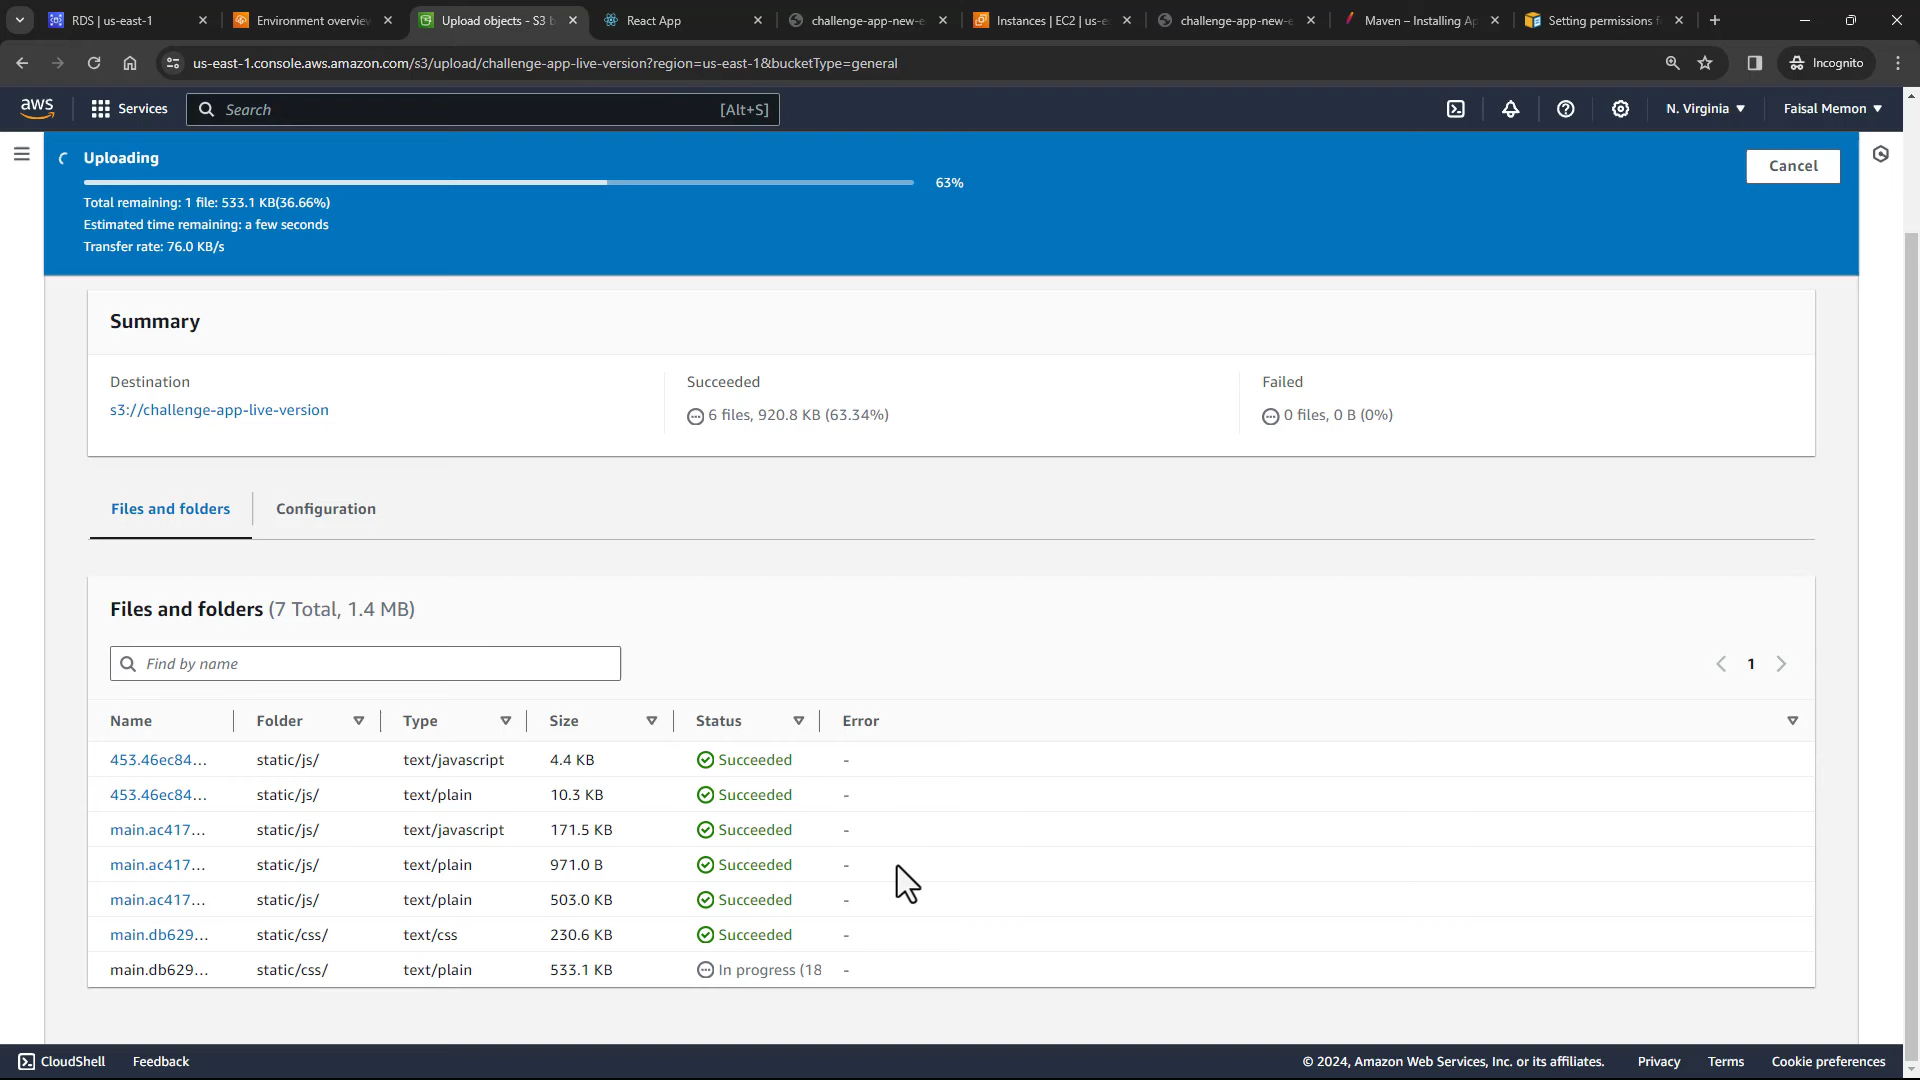 RDS | us-east-1
Environment overvie
Upload objects - S3 b
React App
challenge-app-new-e
Instances | EC2 | us-e
challenge-app-new-e
Maven – Installing Ap
Setting permissions f
us-east-1.console.aws.amazon.com/s3/upload/challenge-app-live-version?region=us-east-1&bucketType=general
Incognito
aws
Services
Search
[Alt+S]
N. Virginia
Faisal Memon
Uploading
Cancel
63%
Total remaining: 1 file: 533.1 KB(36.66%)
Estimated time remaining: a few seconds
Transfer rate: 76.0 KB/s
Summary
Destination
Succeeded
Failed
s3://challenge-app-live-version
6 files, 920.8 KB (63.34%)
0 files, 0 B (0%)
Files and folders
Configuration
Files and folders (7 Total, 1.4 MB)
Find by name
1
Name Folder Type Size Status Error
453.46ec84... static/js/ text/javascript 4.4 KB Succeeded -
453.46ec84... static/js/ text/plain 10.3 KB Succeeded -
main.ac417... static/js/ text/javascript 171.5 KB Succeeded -
main.ac417... static/js/ text/plain 971.0 B Succeeded -
main.ac417... static/js/ text/plain 503.0 KB Succeeded -
main.db629... static/css/ text/css 230.6 KB Succeeded -
main.db629... static/css/ text/plain 533.1 KB In progress (18 -
CloudShell
Feedback
© 2024, Amazon Web Services, Inc. or its affiliates.
Privacy
Terms
Cookie preferences